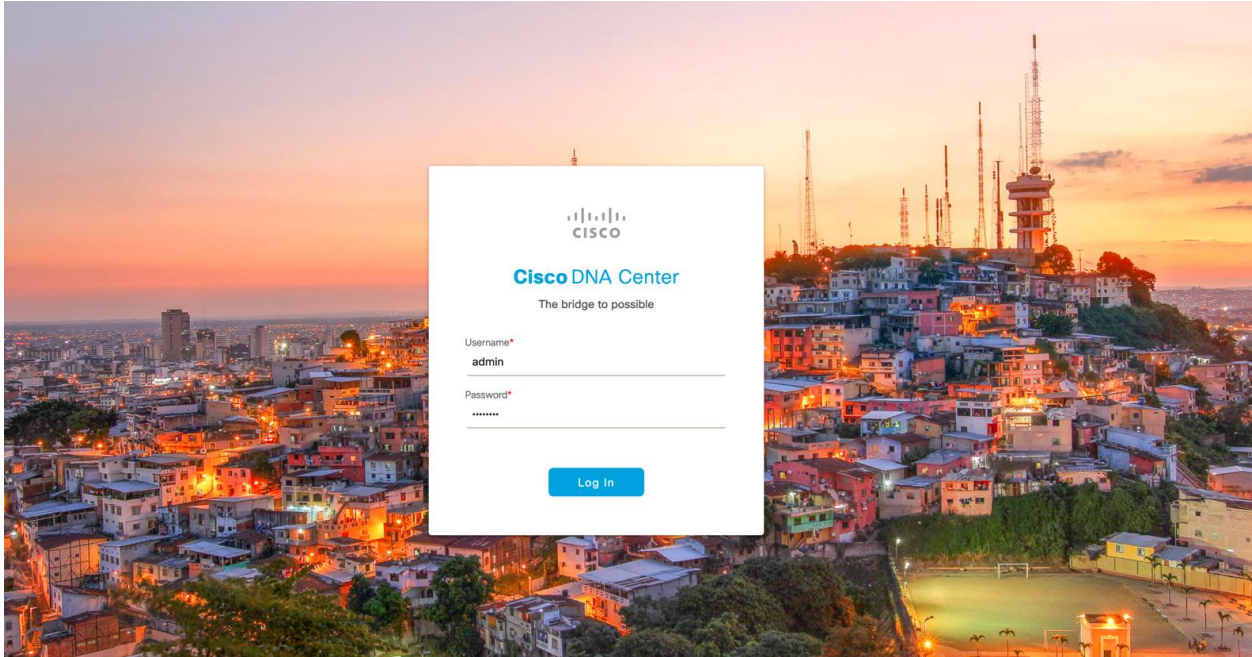 CISCO
Cisco DNA Center
The bridge to possible
Username*
admin
Password*
••••••••
Log In